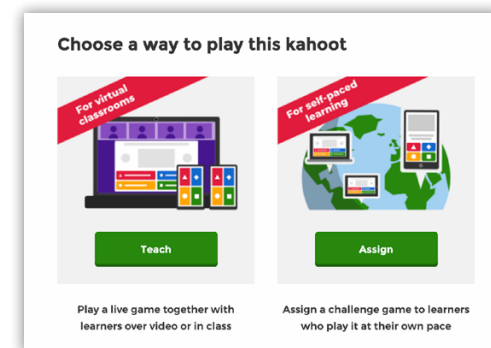 Choose a way to play this kahoot
For virtual
classrooms
Teach
Play a live game together with
learners over video or in class
For self-paced
learning
Assign
Assign a challenge game to learners
who play it at their own pace